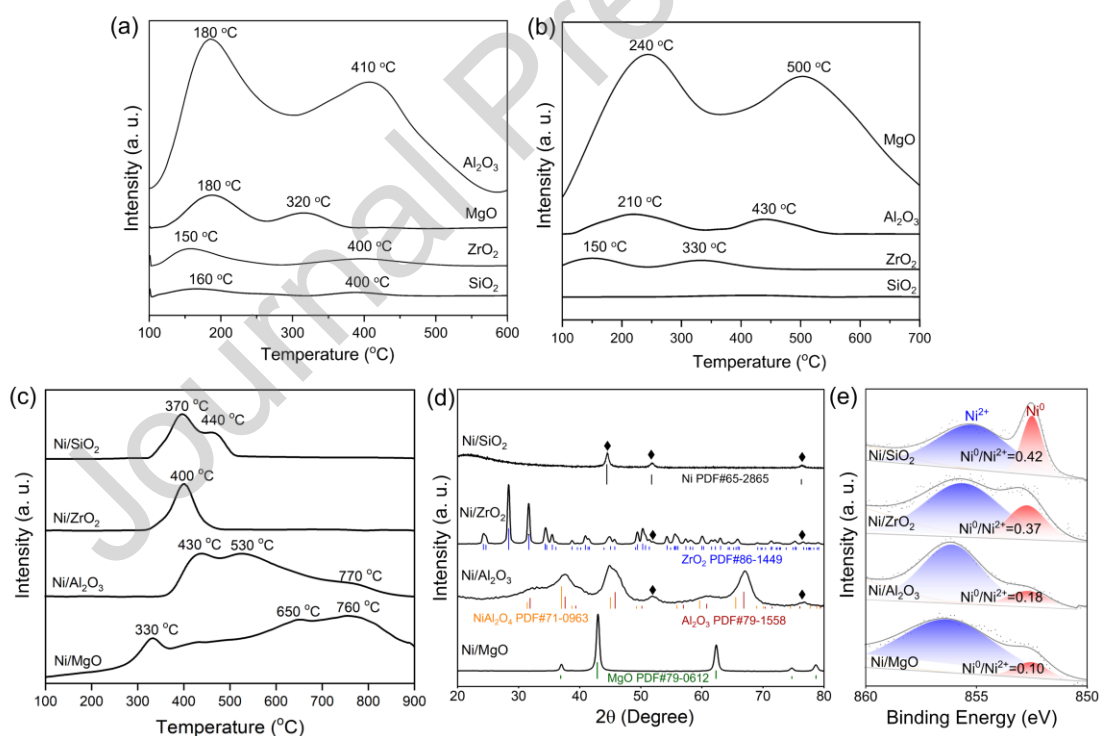 Journal Pre
(a)
180 °C
410 °C
Al₂O₃
180 °C
320 °C
MgO
150 °C
400 °C
ZrO₂
160 °C
400 °C
SiO₂
Intensity (a. u.)
100 200 300 400 500 600
Temperature (°C)
(b)
240 °C
500 °C
MgO
210 °C
430 °C
Al₂O₃
150 °C
330 °C
ZrO₂
SiO₂
Intensity (a. u.)
100 200 300 400 500 600 700
Temperature (°C)
(c)
370 °C
440 °C
Ni/SiO₂
400 °C
Ni/ZrO₂
430 °C
530 °C
770 °C
Ni/Al₂O₃
330 °C
650 °C
760 °C
Ni/MgO
Intensity (a. u.)
100 200 300 400 500 600 700 800 900
Temperature (°C)
(d)
Ni/SiO₂
Ni PDF#65-2865
Ni/ZrO₂
ZrO₂ PDF#86-1449
Ni/Al₂O₃
NiAl₂O₄ PDF#71-0963
Al₂O₃ PDF#79-1558
Ni/MgO
MgO PDF#79-0612
Intensity (a. u.)
20 30 40 50 60 70 80
2θ (Degree)
(e)
Ni²⁺
Ni⁰
Ni/SiO₂
Ni⁰/Ni²⁺=0.42
Ni/ZrO₂
Ni⁰/Ni²⁺=0.37
Ni/Al₂O₃
Ni⁰/Ni²⁺=0.18
Ni/MgO
Ni⁰/Ni²⁺=0.10
Intensity (a. u.)
860 855 850
Binding Energy (eV)